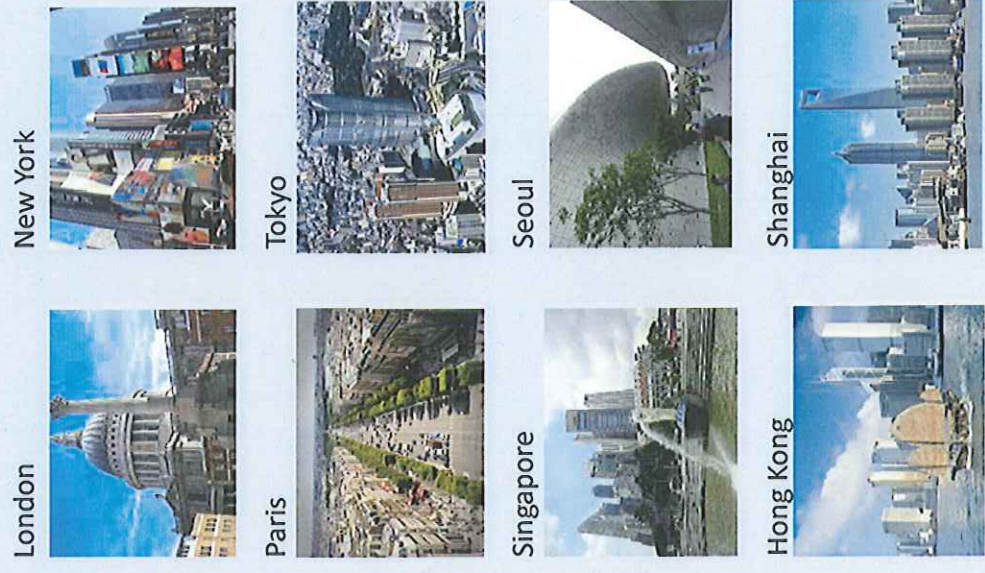 London
New York
Paris
Tokyo
Singapore
Seoul
Hong Kong
Shanghai